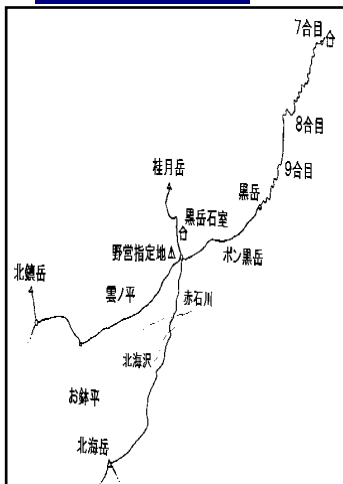 7合目
8合目
9合目
桂月岳
黒岳
黒岳石室
野営指定地
ポン黒岳
北鎮岳
雲ノ平
赤石川
北海沢
お鉢平
北海岳